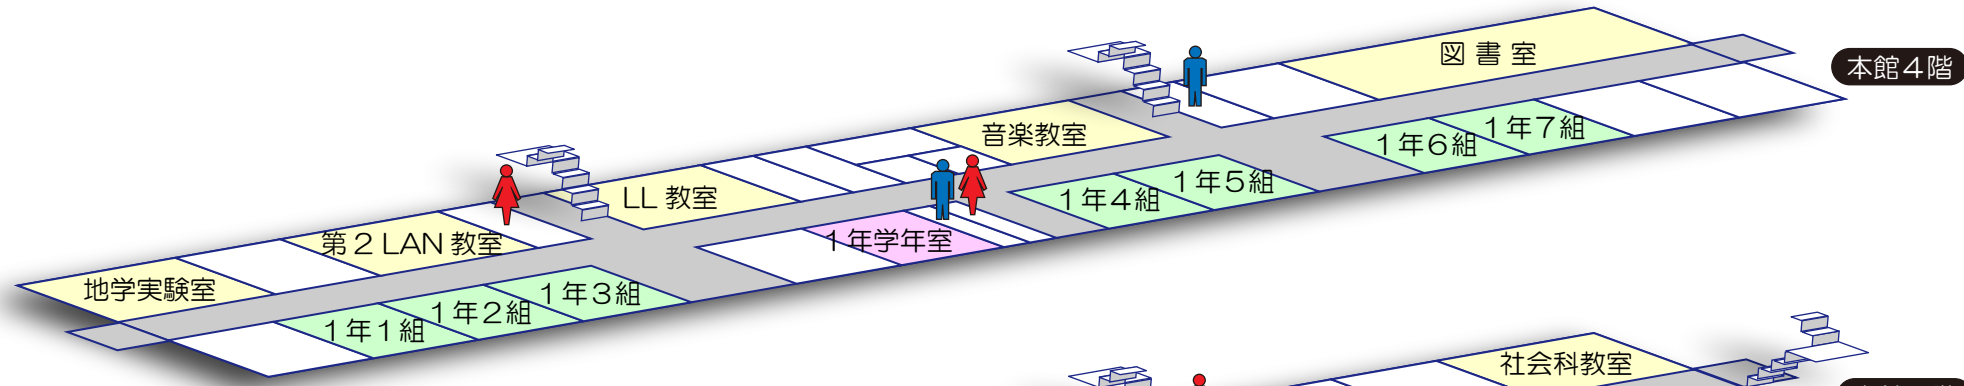 図書室
本館４階
音楽教室
１年７組
１年６組
１年５組
１年４組
LL 教室
１年学年室
第２LAN 教室
地学実験室
１年３組
１年２組
１年１組
社会科教室